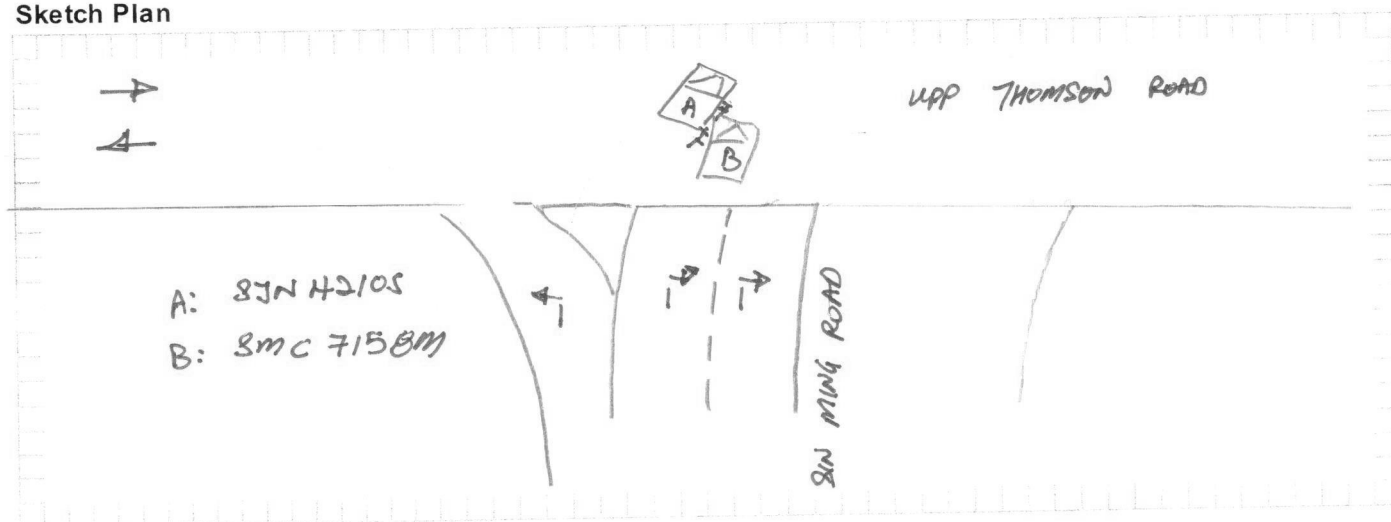 Sketch Plan
UPP THOMSON ROAD
A
B
A: SJN 4210S
B: SMC 7158M
SIN MING ROAD